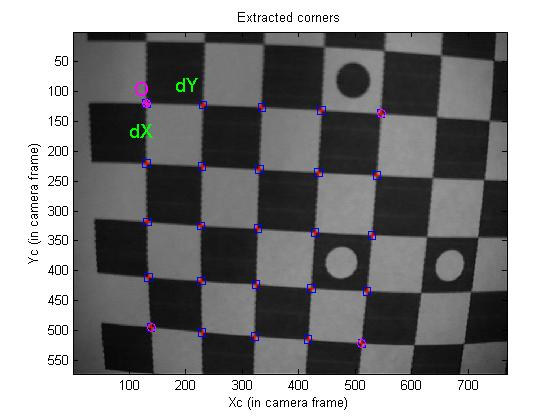 Extracted corners
50
100
150
200
250
300
350
400
450
500
550
O
dY
dX
Yc (in camera frame)
100 200 300 400 500 600 700
Xc (in camera frame)